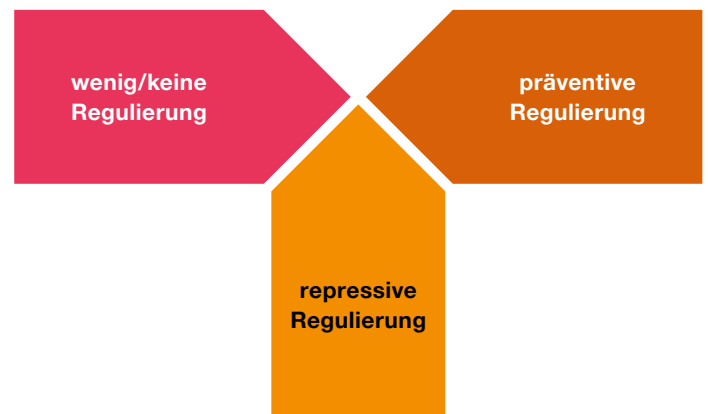 wenig/keine
Regulierung
präventive
Regulierung
repressive
Regulierung